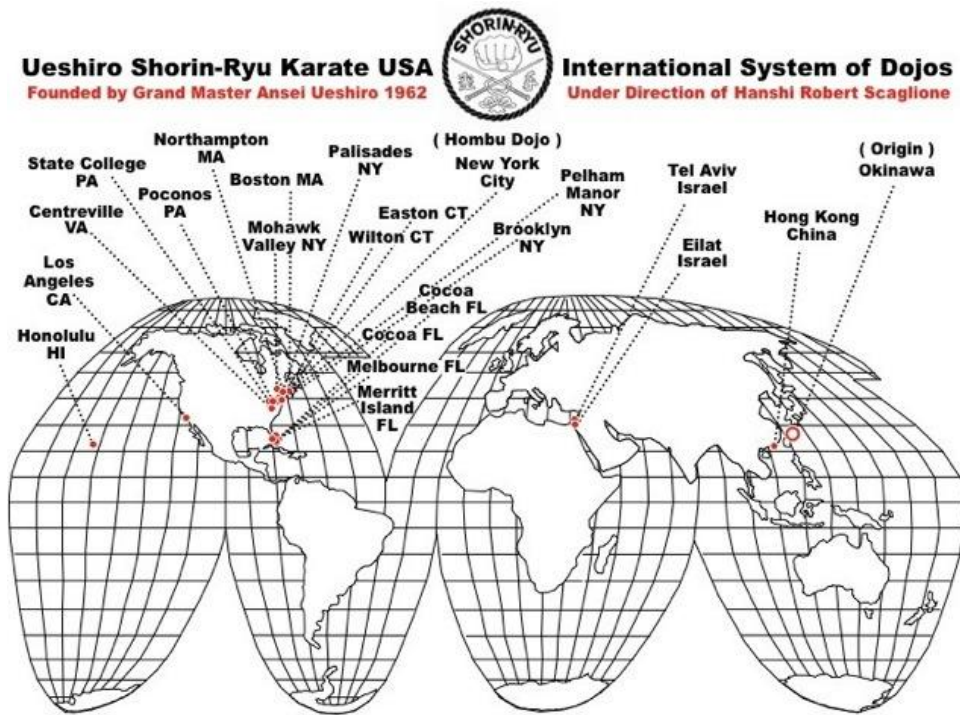 SHORIN-RYU
Ueshiro Shorin-Ryu Karate USA
Founded by Grand Master Ansei Ueshiro 1962
International System of Dojos
Under Direction of Hanshi Robert Scaglione
Northampton
MA
State College
PA
Poconos
PA
Centreville
VA
Los
Angeles
CA
Honolulu
HI
Boston MA
Mohawk
Valley NY
Palisades
NY
Easton CT
Wilton CT
( Hombu Dojo )
New York
City
Pelham
Manor
NY
Brooklyn
NY
Cocoa
Beach FL
Cocoa FL
Melbourne FL
Merritt
Island
FL
Tel Aviv
Israel
Eilat
Israel
Hong Kong
China
( Origin )
Okinawa